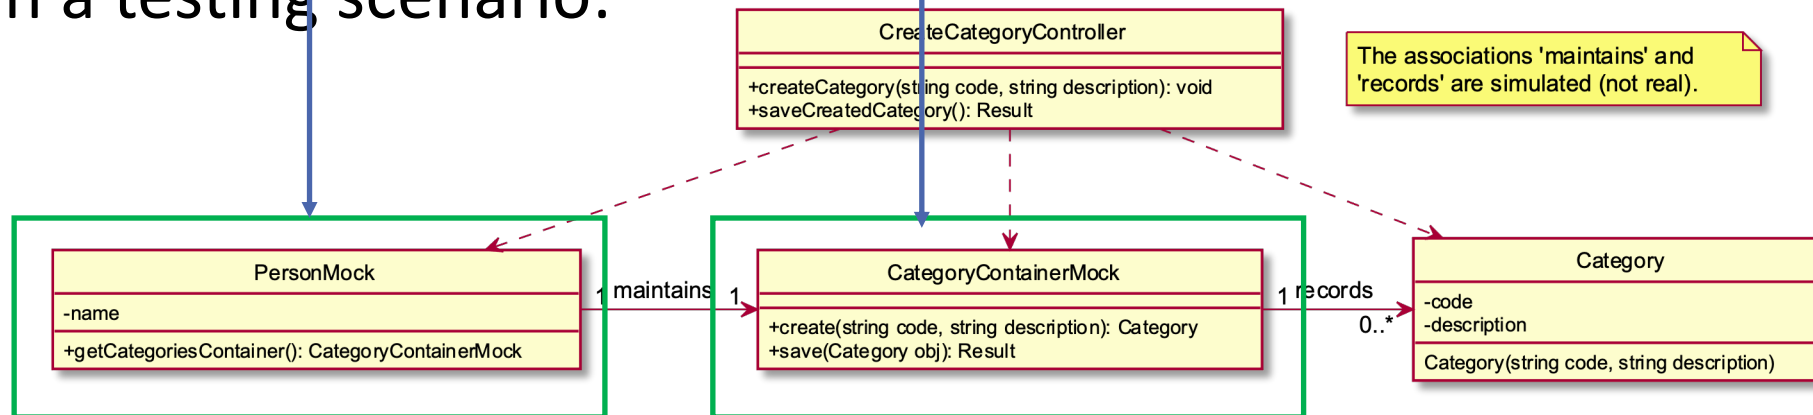 n a testing scenario.
CreateCategoryController
+createCategory(string code, string description): void
+saveCreatedCategory(): Result
The associations 'maintains' and
'records' are simulated (not real).
PersonMock
-name
+getCategoriesContainer(): CategoryContainerMock
1 maintains 1
CategoryContainerMock
+create(string code, string description): Category
+save(Category obj): Result
1 records
0..*
Category
-code
-description
Category(string code, string description)